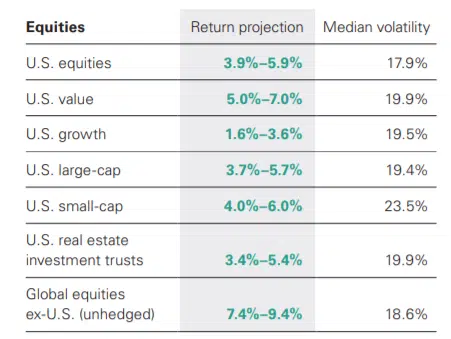 Equities Return projection Median volatility
U.S. equities 3.9%–5.9% 17.9%
U.S. value 5.0%–7.0% 19.9%
U.S. growth 1.6%–3.6% 19.5%
U.S. large-cap 3.7%–5.7% 19.4%
U.S. small-cap 4.0%–6.0% 23.5%
U.S. real estate
investment trusts 3.4%–5.4% 19.9%
Global equities
ex-U.S. (unhedged) 7.4%–9.4% 18.6%